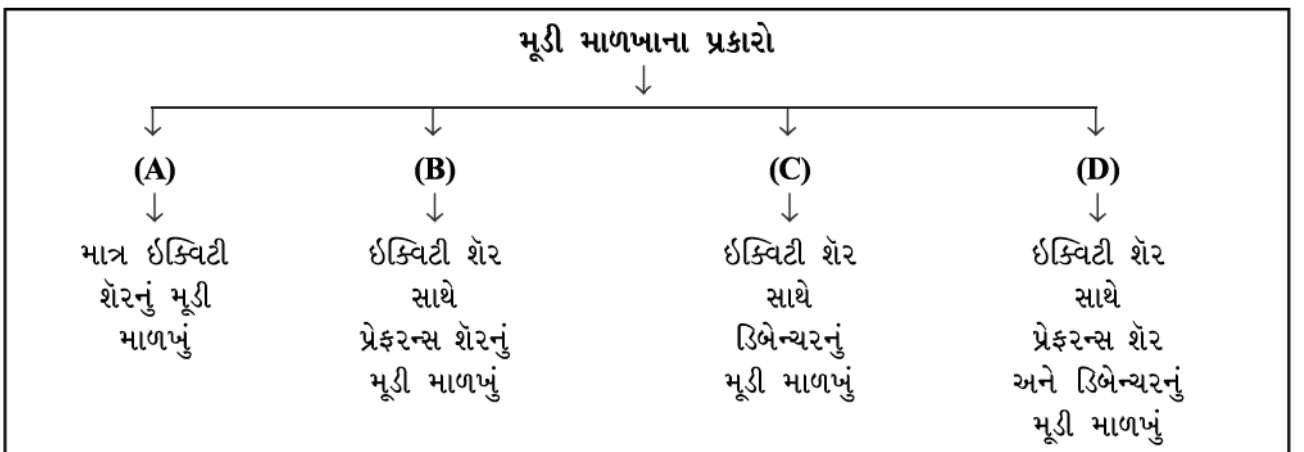 મૂડી માળખાના પ્રકારો
(A)
માત્ર ઇક્વિટી
શૅરનું મૂડી
માળખું
(B)
ઇક્વિટી શૅર
સાથે
પ્રેફરન્સ શૅરનું
મૂડી માળખું
(C)
ઇક્વિટી શૅર
સાથે
ડિબેન્ચરનું
મૂડી માળખું
(D)
ઇક્વિટી શૅર
સાથે
પ્રેફરન્સ શૅર
અને ડિબેન્ચરનું
મૂડી માળખું